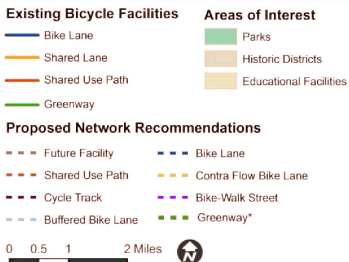 Existing Bicycle Facilities
Bike Lane
Shared Lane
Shared Use Path
Greenway
Areas of Interest
Parks
Historic Districts
Educational Facilities
Proposed Network Recommendations
Future Facility
Shared Use Path
Cycle Track
Buffered Bike Lane
Bike Lane
Contra Flow Bike Lane
Bike-Walk Street
Greenway*
0 0.5 1 2 Miles
N